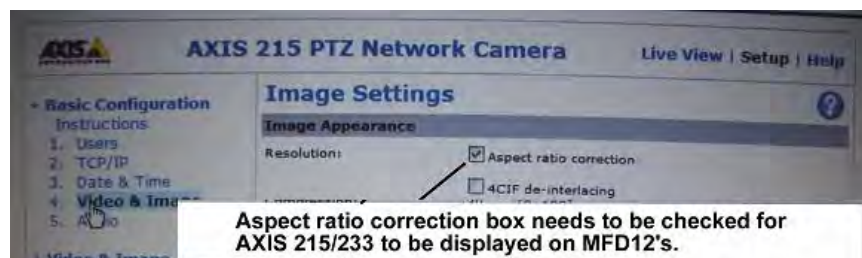 AXIS
AXIS 215 PTZ Network Camera
Live View | Setup | Help
Basic Configuration
Instructions
1. Users
2. TCP/IP
3. Date & Time
4. Video & Image
5. Audio
Image Settings
Image Appearance
Resolution:
Aspect ratio correction
4CIF de-interlacing
Aspect ratio correction box needs to be checked for
AXIS 215/233 to be displayed on MFD12's.